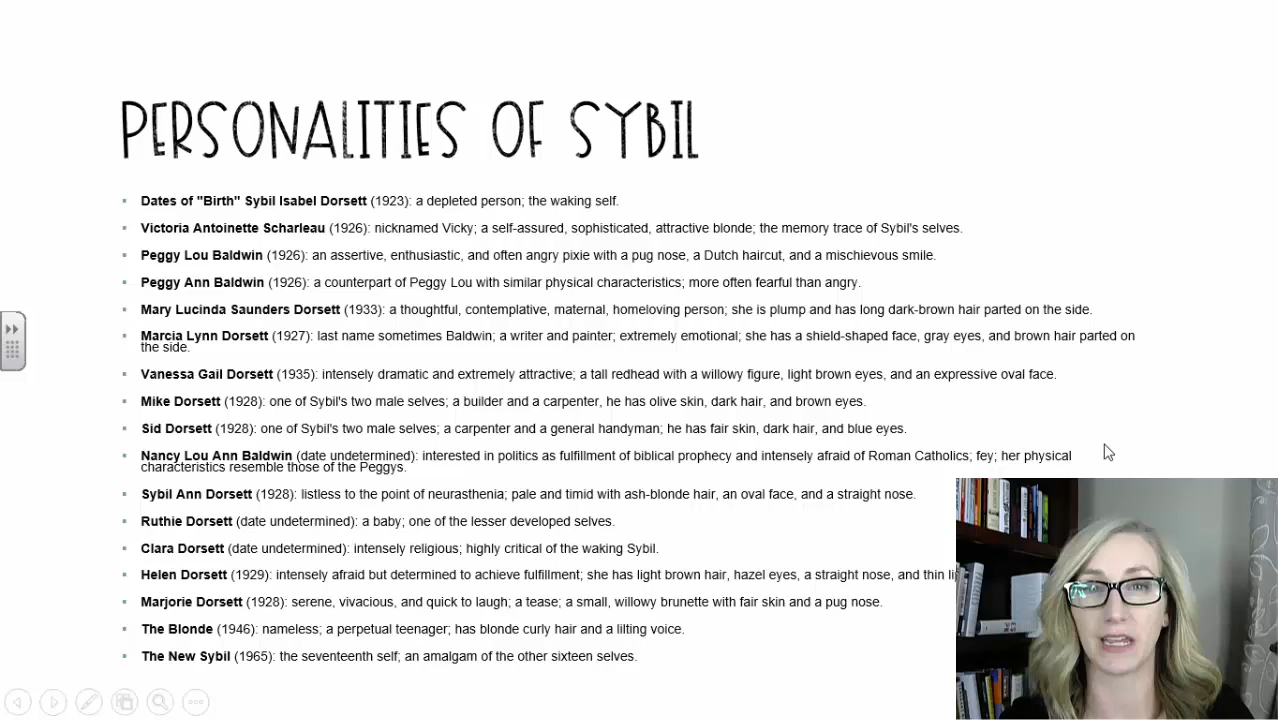 PERSONALITIES OF SYBIL
Dates of "Birth" Sybil Isabel Dorsett (1923): a depleted person; the waking self.
Victoria Antoinette Scharleau (1926): nicknamed Vicky; a self-assured, sophisticated, attractive blonde; the memory trace of Sybil's selves.
Peggy Lou Baldwin (1926): an assertive, enthusiastic, and often angry pixie with a pug nose, a Dutch haircut, and a mischievous smile.
Peggy Ann Baldwin (1926): a counterpart of Peggy Lou with similar physical characteristics; more often fearful than angry.
Mary Lucinda Saunders Dorsett (1933): a thoughtful, contemplative, maternal, homeloving person; she is plump and has long dark-brown hair parted on the side.
Marcia Lynn Dorsett (1927): last name sometimes Baldwin; a writer and painter; extremely emotional; she has a shield-shaped face, gray eyes, and brown hair parted on
the side.
Vanessa Gail Dorsett (1935): intensely dramatic and extremely attractive; a tall redhead with a willowy figure, light brown eyes, and an expressive oval face.
Mike Dorsett (1928): one of Sybil's two male selves; a builder and a carpenter, he has olive skin, dark hair, and brown eyes.
Sid Dorsett (1928): one of Sybil's two male selves; a carpenter and a general handyman; he has fair skin, dark hair, and blue eyes.
Nancy Lou Ann Baldwin (date undetermined): interested in politics as fulfillment of biblical prophecy and intensely afraid of Roman Catholics; fey; her physical
characteristics resemble those of the Peggys.
Sybil Ann Dorsett (1928): listless to the point of neurasthenia; pale and timid with ash-blonde hair, an oval face, and a straight nose.
Ruthie Dorsett (date undetermined): a baby; one of the lesser developed selves.
Clara Dorsett (date undetermined): intensely religious; highly critical of the waking Sybil.
Helen Dorsett (1929): intensely afraid but determined to achieve fulfillment; she has light brown hair, hazel eyes, a straight nose, and thin
Marjorie Dorsett (1928): serene, vivacious, and quick to laugh; a tease; a small, willowy brunette with fair skin and a pug nose.
The Blonde (1946): nameless; a perpetual teenager; has blonde curly hair and a lilting voice.
The New Sybil (1965): the seventeenth self; an amalgam of the other sixteen selves.